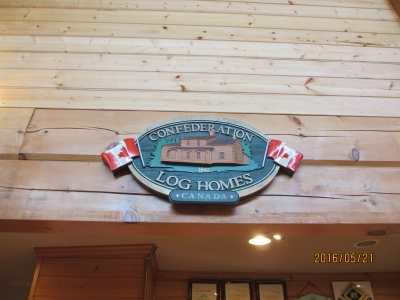 CONFEDERATION
LOG HOMES
CANADA
2016/05/21